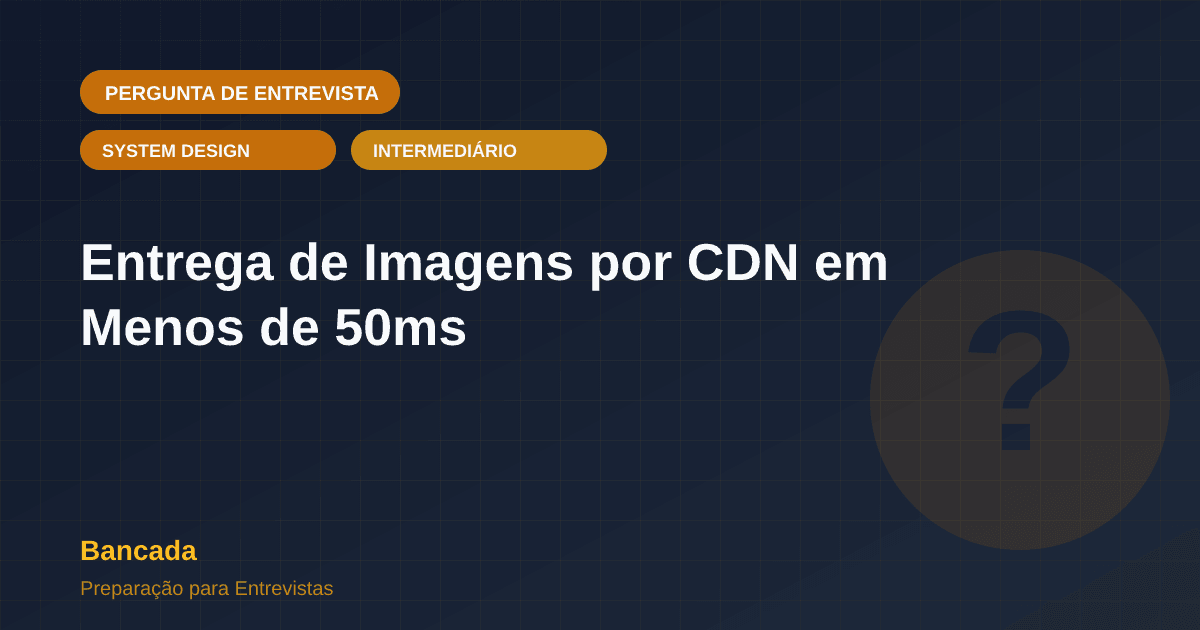 PERGUNTA DE ENTREVISTA
SYSTEM DESIGN
INTERMEDIÁRIO
Entrega de Imagens por CDN em
Menos de 50ms
?
Bancada
Preparação para Entrevistas